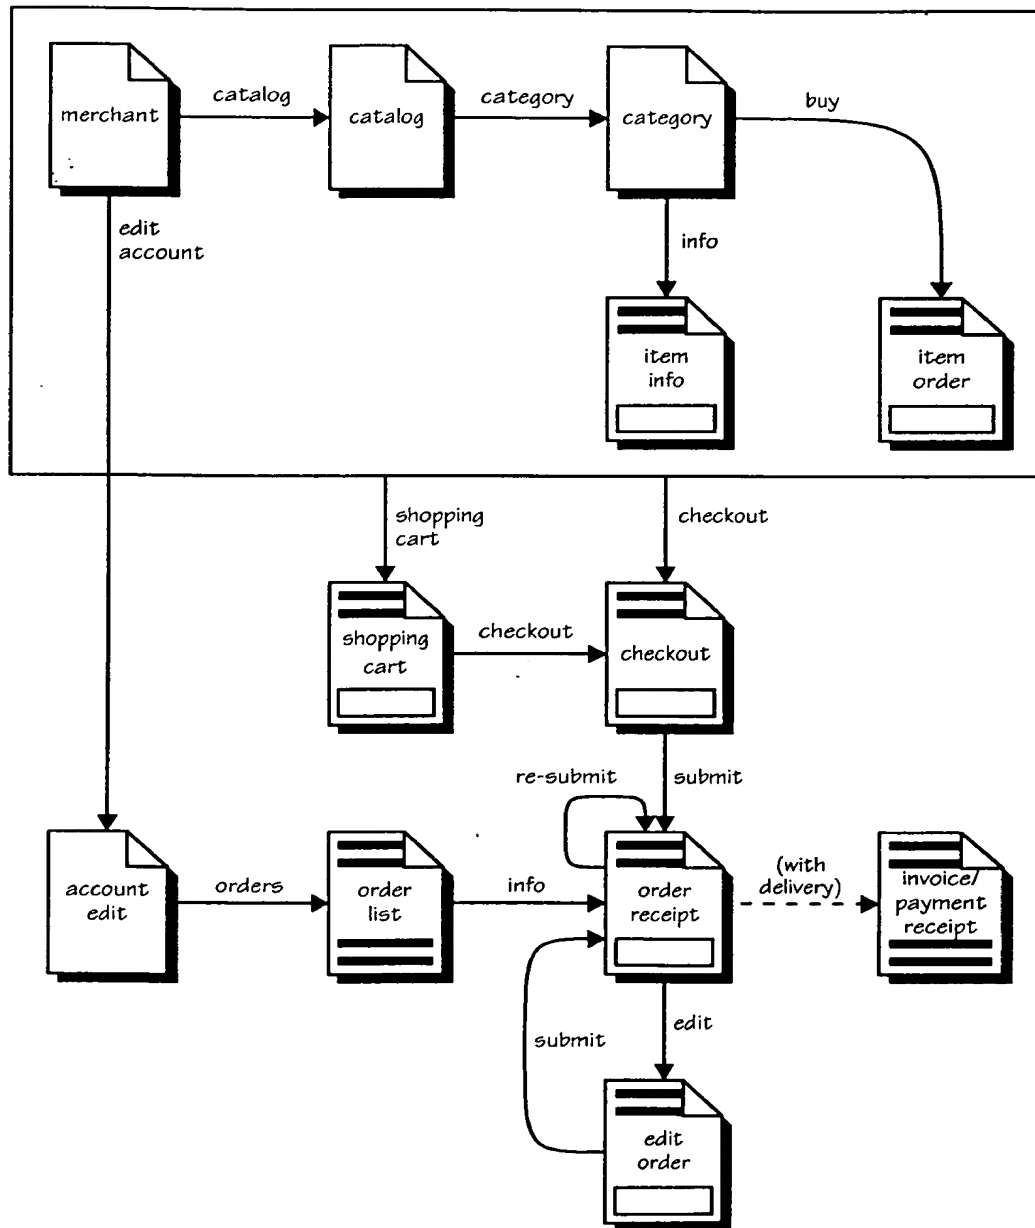 merchant
catalog
catalog
category
category
buy
edit
account
info
item
info
item
order
shopping
cart
checkout
shopping
cart
checkout
checkout
re-submit
submit
account
edit
orders
order
list
info
order
receipt
(with
delivery)
invoice/
payment
receipt
submit
edit
edit
order